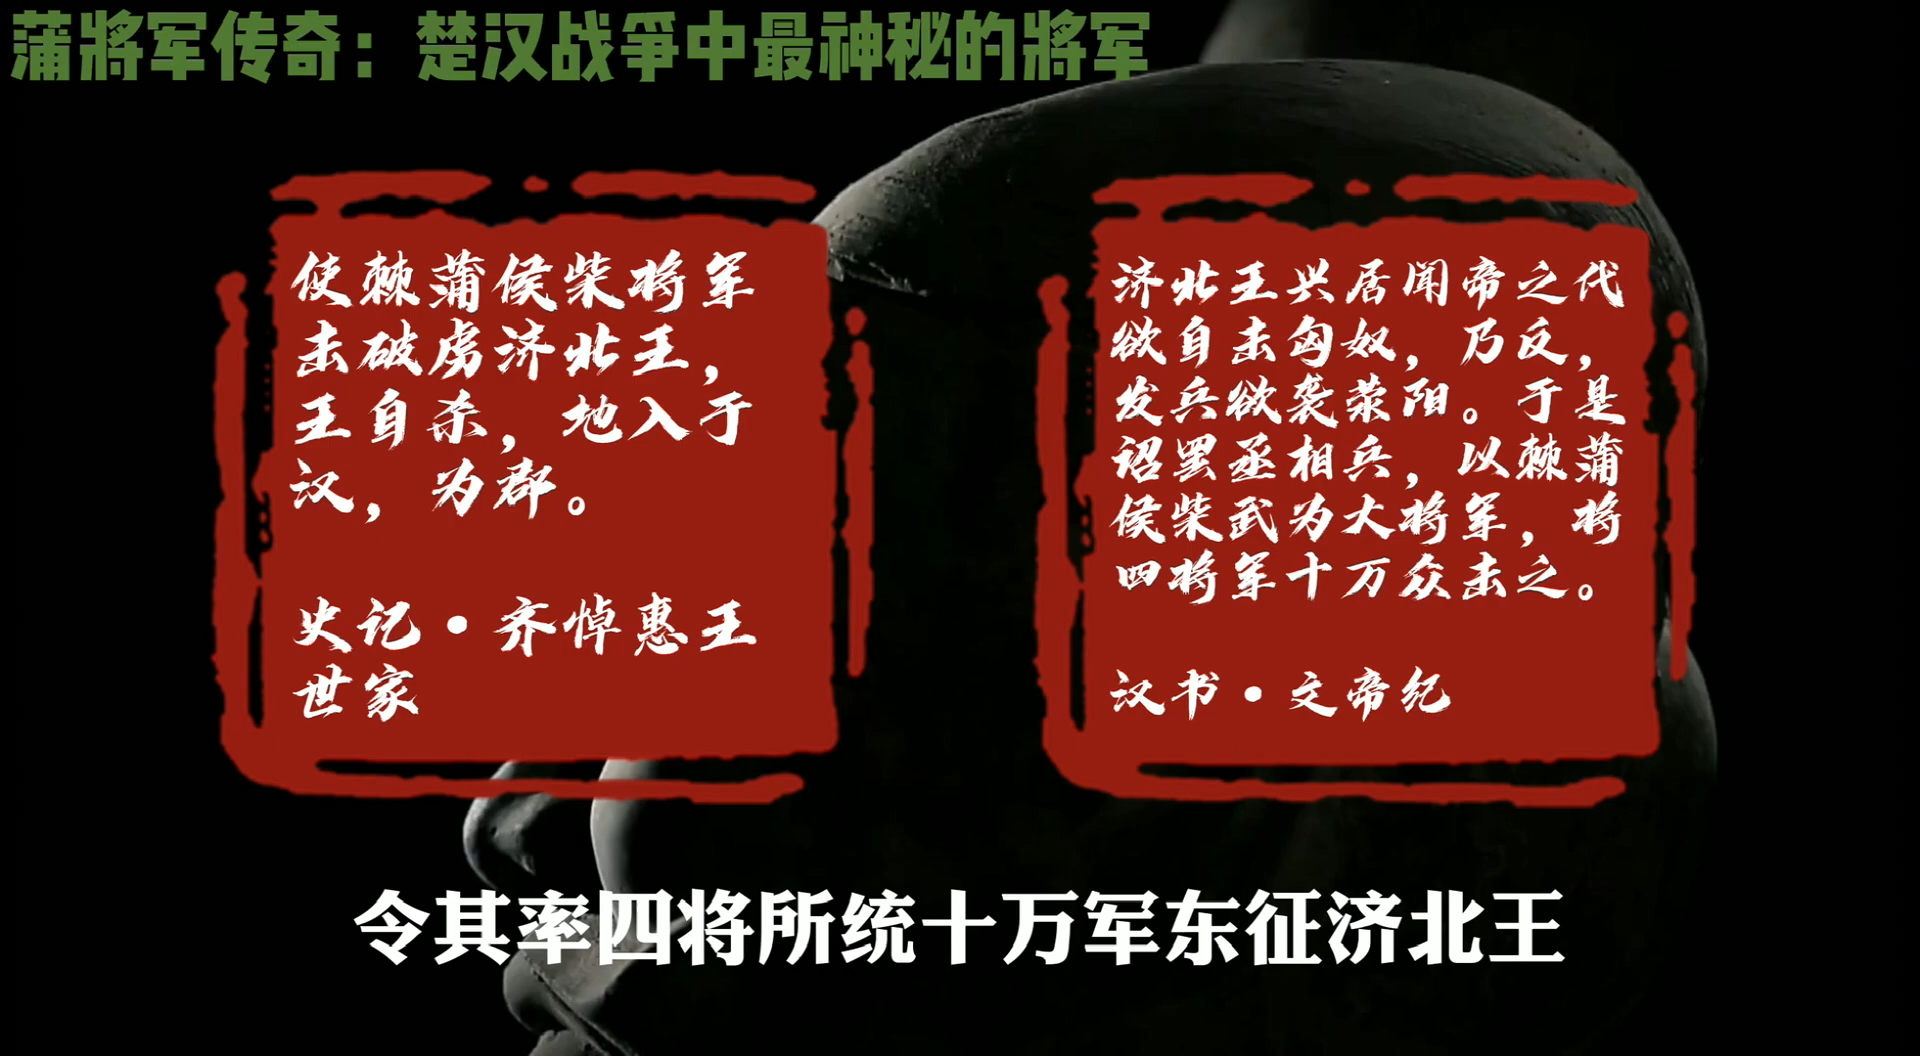 蒲將军传奇：楚汉战爭中最神秘的將军
使棘蒲侯柴将军
击破虏济北王，
王自杀，地入于
汉，为郡。
史记·齐悼惠王
世家
济北王兴居闻帝之代
欲自击匈奴，乃反，
发兵欲袭荥阳。于是
诏罢丞相兵，以棘蒲
侯柴武为大将军，将
四将军十万众击之。
汉书·文帝纪
令其率四将所统十万军东征济北王